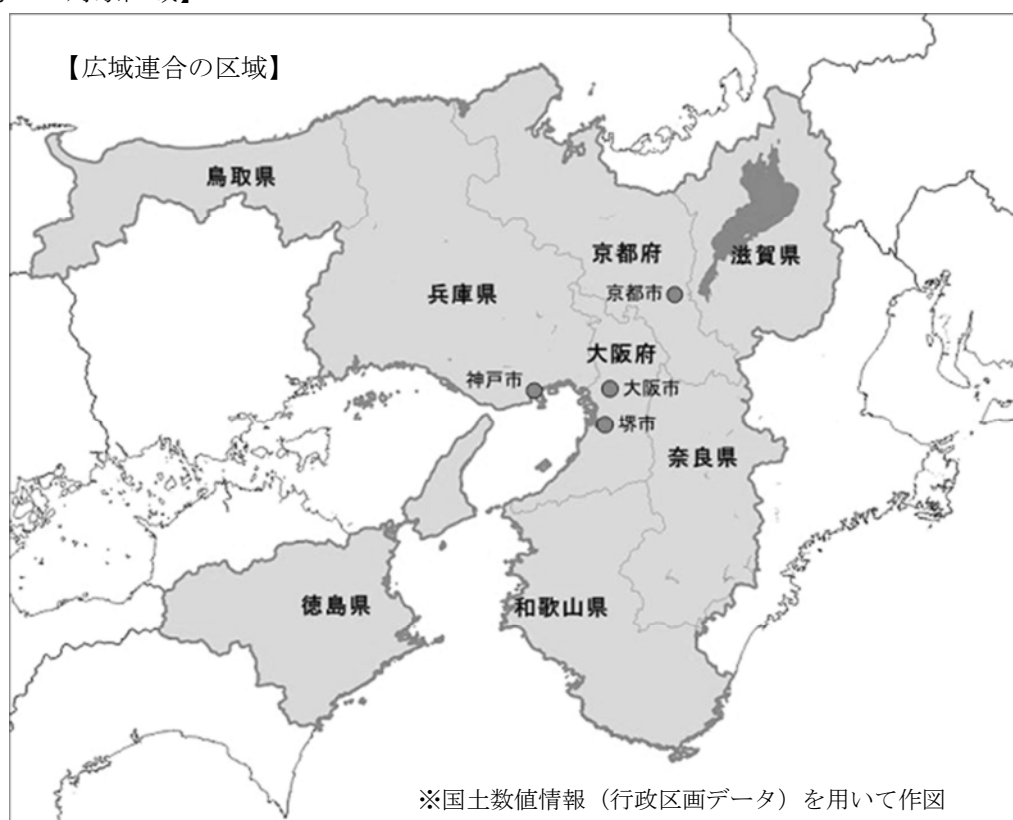 【広域連合の区域】
鳥取県
京都府
滋賀県
兵庫県
京都市
大阪府
神戸市
大阪市
堺市
奈良県
徳島県
和歌山県
※国土数値情報（行政区画データ）を用いて作図